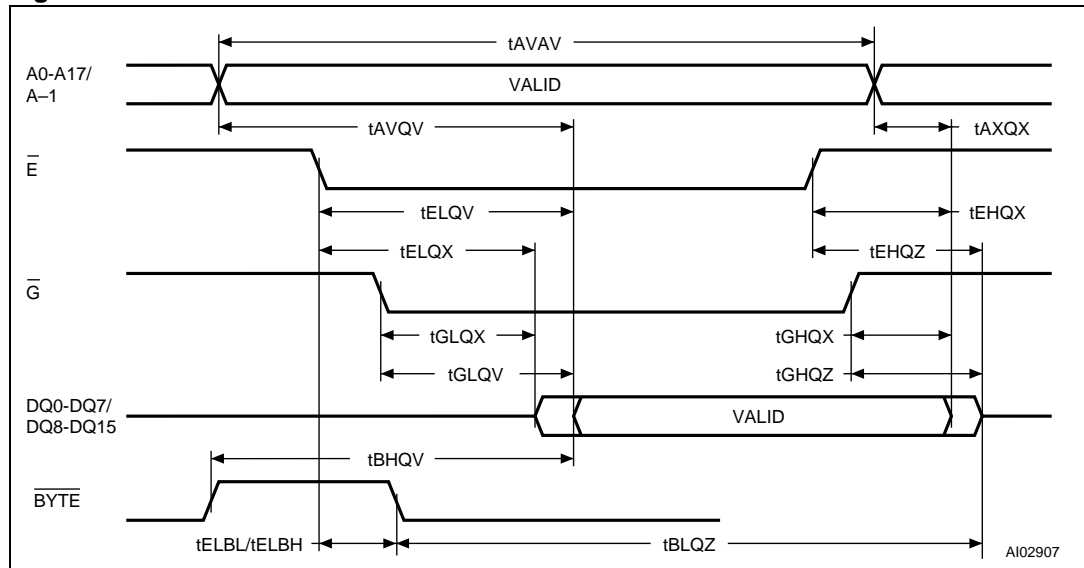 tAVAV
A0-A17/
A–1
VALID
tAVQV
tAXQX
E
tELQV
tEHQX
tELQX
tEHQZ
G
tGLQX
tGHQX
tGLQV
tGHQZ
DQ0-DQ7/
DQ8-DQ15
VALID
tBHQV
BYTE
tELBL/tELBH
tBLQZ
AI02907